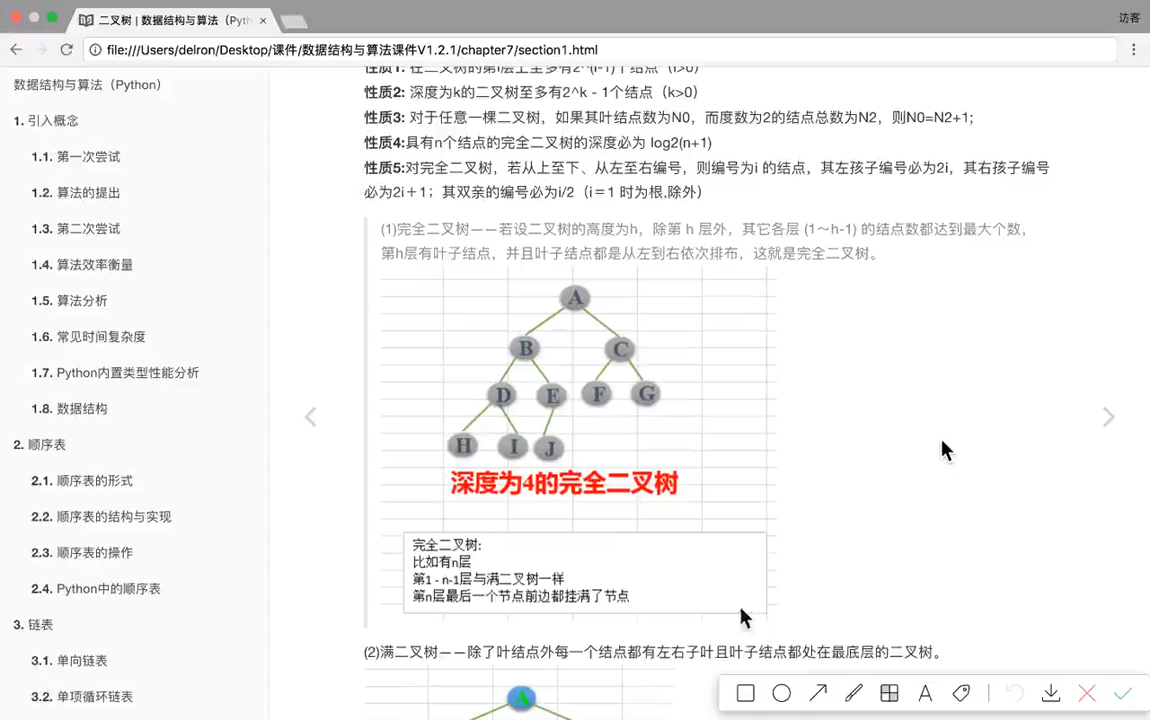 二叉树 | 数据结构与算法 (Pyth
访客
file:///Users/delron/Desktop/课件/数据结构与算法课件V1.2.1/chapter7/section1.html
数据结构与算法（Python）
1. 引入概念
1.1. 第一次尝试
1.2. 算法的提出
1.3. 第二次尝试
1.4. 算法效率衡量
1.5. 算法分析
1.6. 常见时间复杂度
1.7. Python内置类型性能分析
1.8. 数据结构
2. 顺序表
2.1. 顺序表的形式
2.2. 顺序表的结构与实现
2.3. 顺序表的操作
2.4. Python中的顺序表
3. 链表
3.1. 单向链表
3.2. 单项循环链表
性质1: 在二叉树的第i层上至多有2^(i-1)个结点（i>0）
性质2: 深度为k的二叉树至多有2^k - 1个结点（k>0）
性质3: 对于任意一棵二叉树，如果其叶结点数为N0，而度数为2的结点总数为N2，则N0=N2+1;
性质4:具有n个结点的完全二叉树的深度必为 log2(n+1)
性质5:对完全二叉树，若从上至下、从左至右编号，则编号为i 的结点，其左孩子编号必为2i，其右孩子编号
必为2i＋1；其双亲的编号必为i/2（i＝1 时为根,除外）
(1)完全二叉树——若设二叉树的高度为h，除第 h 层外，其它各层 (1～h-1) 的结点数都达到最大个数，
第h层有叶子结点，并且叶子结点都是从左到右依次排布，这就是完全二叉树。
A
B C
D E F G
H I J
深度为4的完全二叉树
完全二叉树:
比如有n层
第1 - n-1层与满二叉树一样
第n层最后一个节点前边都挂满了节点
(2)满二叉树——除了叶结点外每一个结点都有左右子叶且叶子结点都处在最底层的二叉树。
A
A